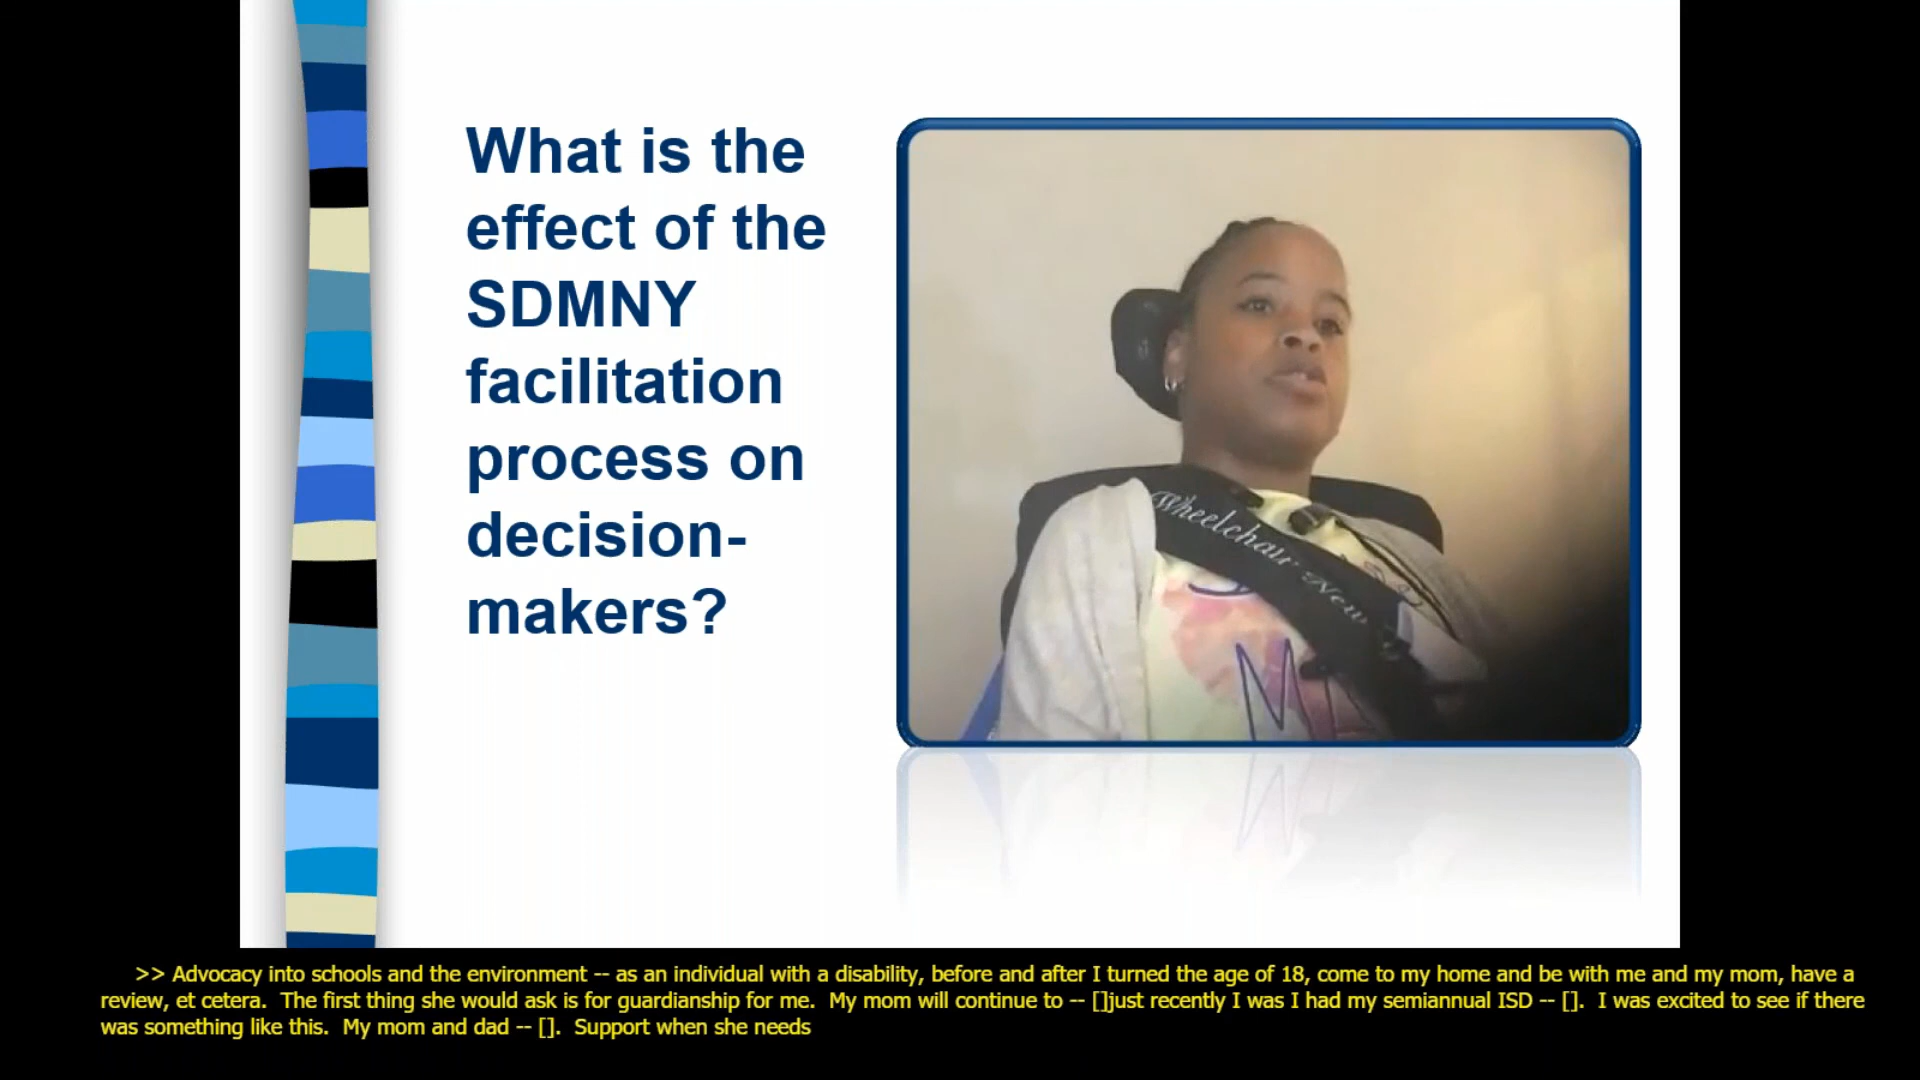 What is the
effect of the
SDMNY
facilitation
process on
decision-
makers?
Wheelchair New
>> Advocacy into schools and the environment -- as an individual with a disability, before and after I turned the age of 18, come to my home and be with me and my mom, have a
review, et cetera.  The first thing she would ask is for guardianship for me.  My mom will continue to -- []just recently I was I had my semiannual ISD -- [].  I was excited to see if there
was something like this.  My mom and dad -- [].  Support when she needs